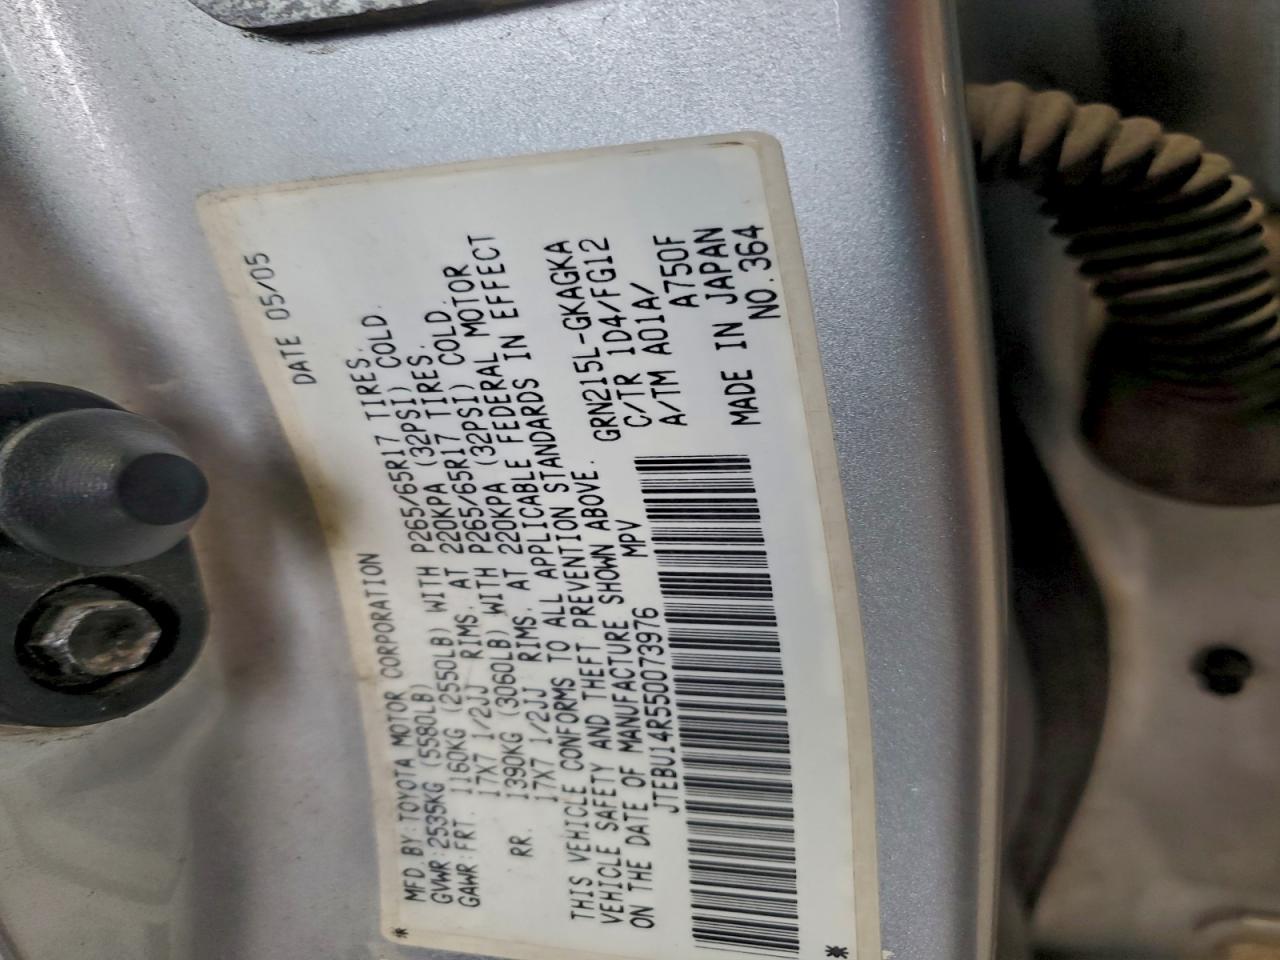 MFD BY:TOYOTA MOTOR CORPORATION DATE 05/05
GVWR:2535KG (5580LB)
GAWR:FRT. 1160KG (2550LB) WITH P265/65R17 TIRES.
17X7 1/2JJ RIMS. AT 220KPA (32PSI) COLD.
RR. 1390KG (3060LB) WITH P265/65R17 TIRES.
17X7 1/2JJ RIMS. AT 220KPA (32PSI) COLD.
THIS VEHICLE CONFORMS TO ALL APPLICABLE FEDERAL MOTOR
VEHICLE SAFETY AND THEFT PREVENTION STANDARDS IN EFFECT
ON THE DATE OF MANUFACTURE SHOWN ABOVE.
JTEBU14R550073976 MPV
GRN215L-GKAGKA
C/TR 1D4/FG12
A/TM A01A/
A750F
MADE IN JAPAN
NO.364